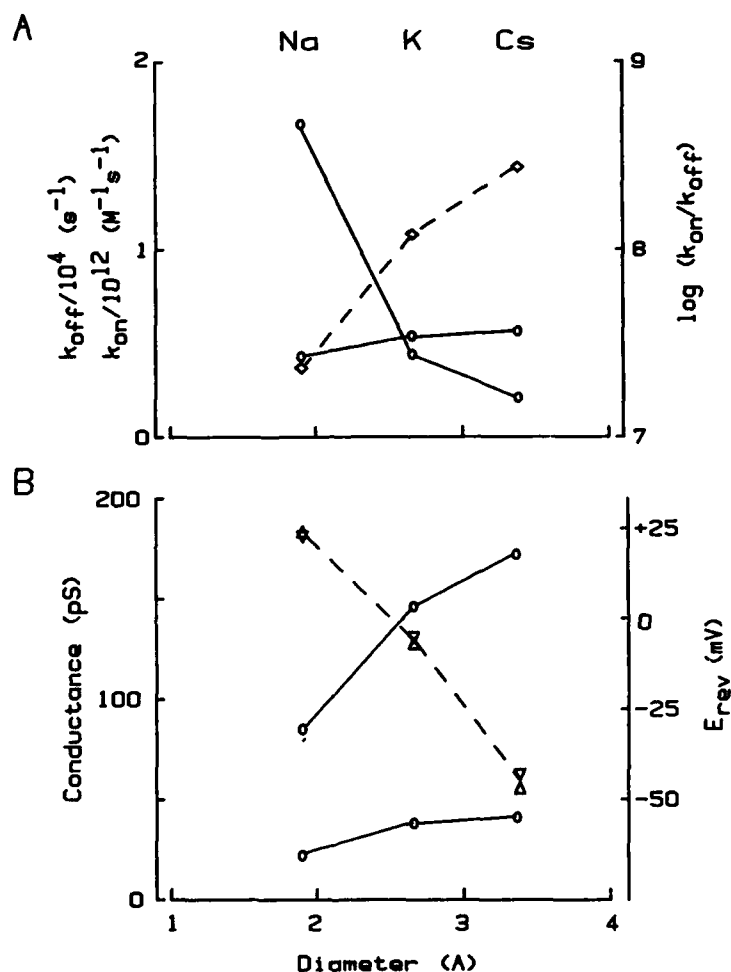 A
Na K Cs
2
1
0
k_off/10^4 (s^-1)
k_on/10^12 (M^-1 s^-1)
9
8
7
log (k_on/k_off)
B
200
100
0
Conductance (pS)
+25
0
-25
-50
E_rev (mV)
1 2 3 4
Diameter (A)